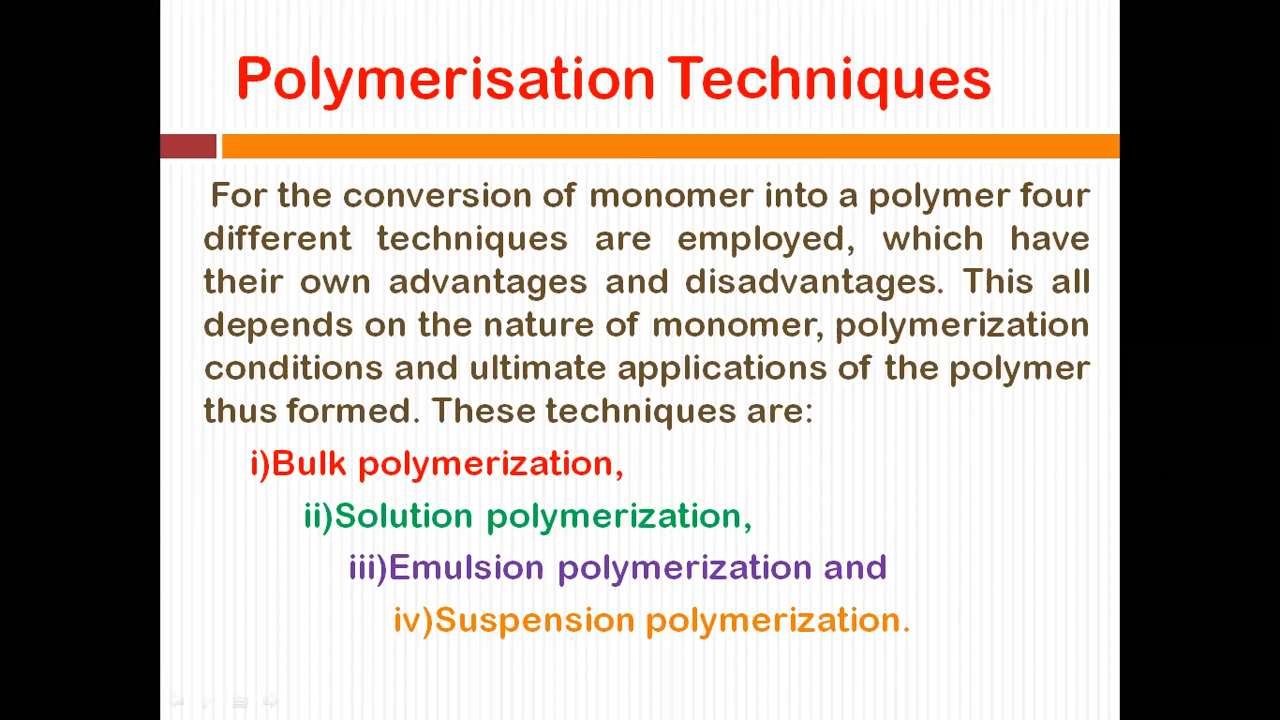 Polymerisation Techniques
For the conversion of monomer into a polymer four
different techniques are employed, which have
their own advantages and disadvantages. This all
depends on the nature of monomer, polymerization
conditions and ultimate applications of the polymer
thus formed. These techniques are:
i)Bulk polymerization,
ii)Solution polymerization,
iii)Emulsion polymerization and
iv)Suspension polymerization.